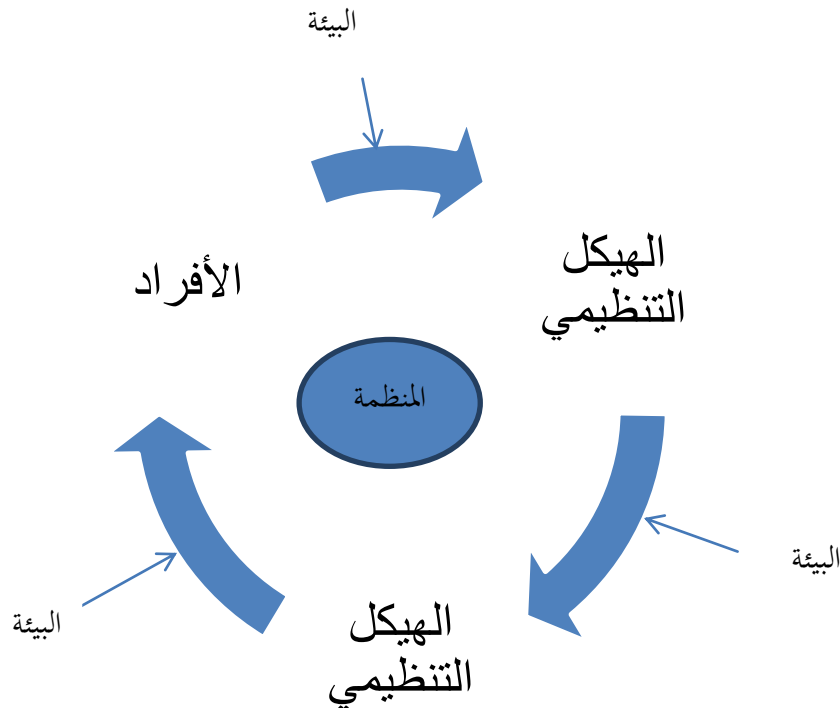 البيئة
الهيكل
التنظيمي
الأفراد
المنظمة
البيئة
البيئة
الهيكل
التنظيمي